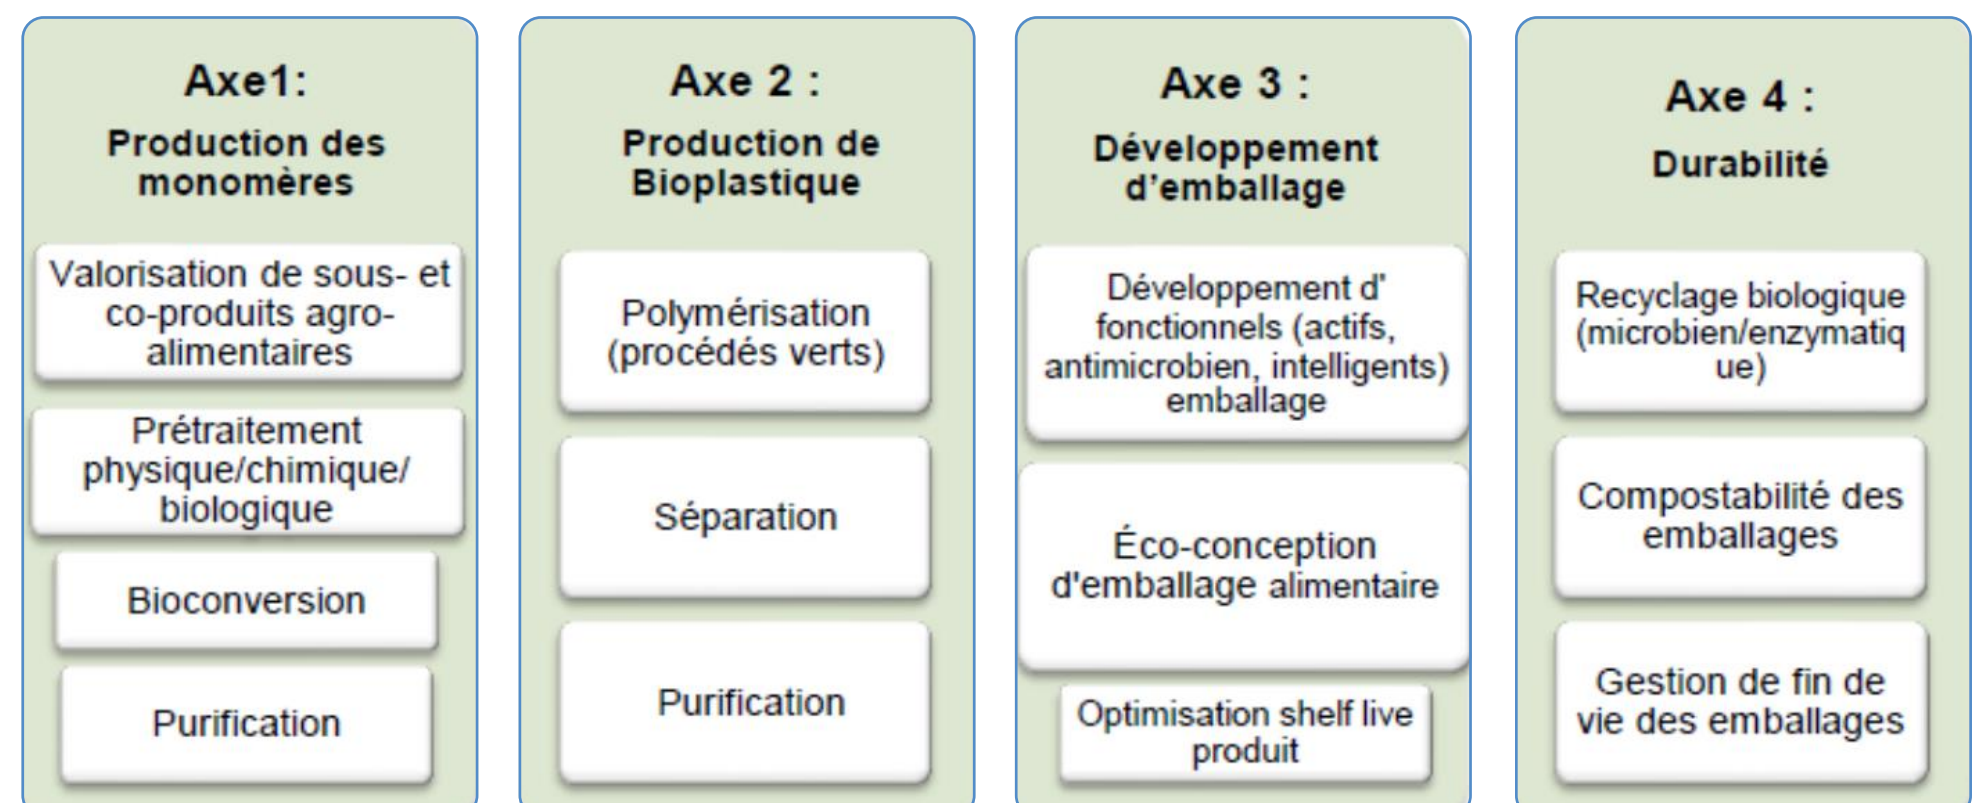 Axe1:
Production des
monomères
Valorisation de sous- et
co-produits agro-
alimentaires
Prétraitement
physique/chimique/
biologique
Bioconversion
Purification
Axe 2 :
Production de
Bioplastique
Polymérisation
(procédés verts)
Séparation
Purification
Axe 3 :
Développement
d’emballage
Développement d'
fonctionnels (actifs,
antimicrobien, intelligents)
emballage
Éco-conception
d'emballage alimentaire
Optimisation shelf live
produit
Axe 4 :
Durabilité
Recyclage biologique
(microbien/enzymatiq
ue)
Compostabilité des
emballages
Gestion de fin de
vie des emballages